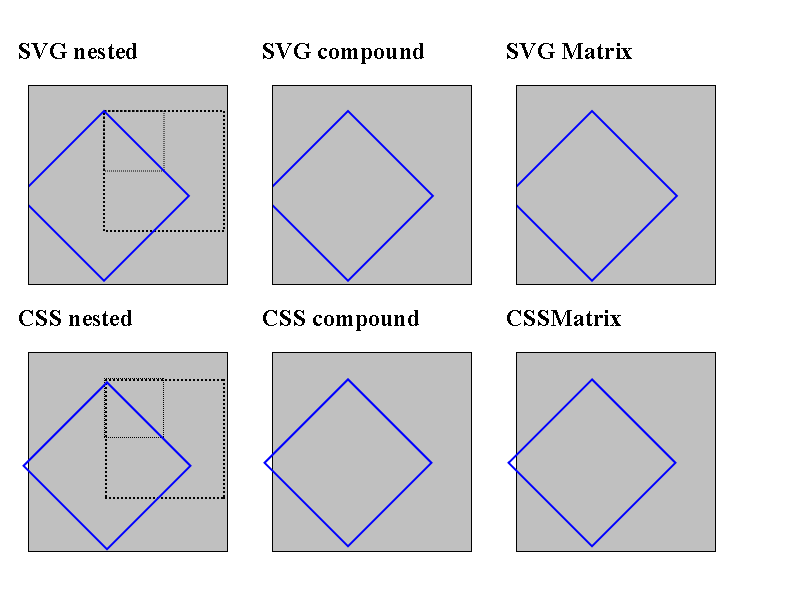 SVG nested
SVG compound
SVG Matrix
CSS nested
CSS compound
CSSMatrix